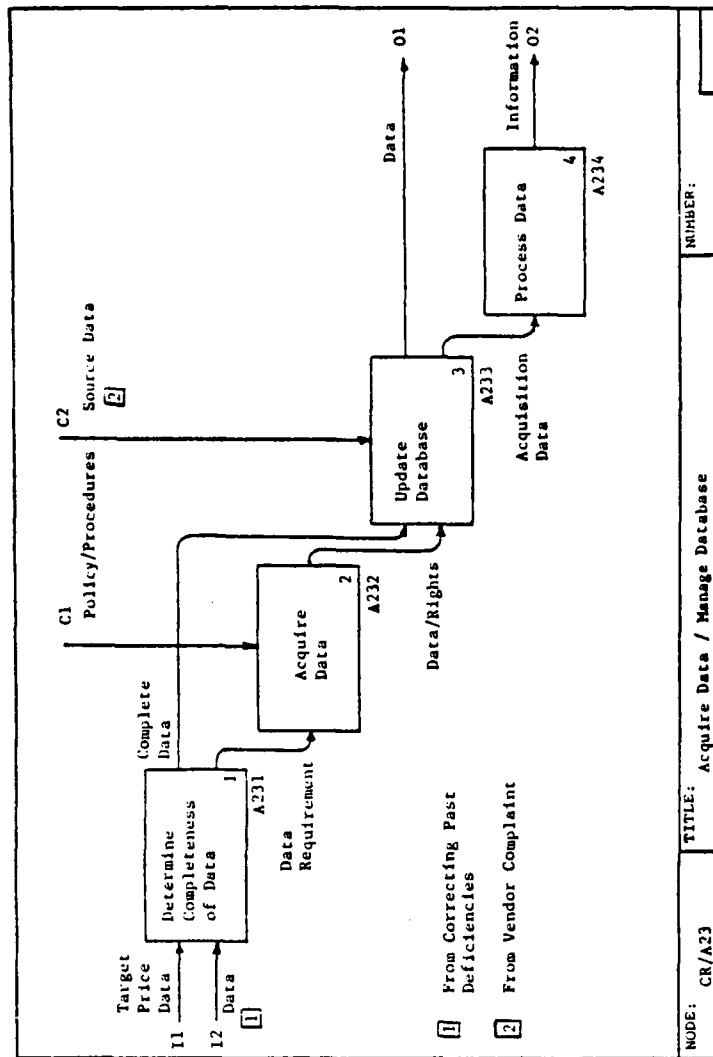 C1
Policy/Procedures
C2
Source Data
2
Target
Price
Data
I1
I2
Data
1
Determine
Completeness
of Data
1
A231
Complete
Data
Data
Requirement
Acquire
Data
2
A232
Data/Rights
Update
Database
3
A233
Data
O1
Acquisition
Data
Process Data
4
A234
Information
O2
1 From Correcting Past
Deficiencies
2 From Vendor Complaint
NODE: CR/A23
TITLE: Acquire Data / Manage Database
NUMBER: